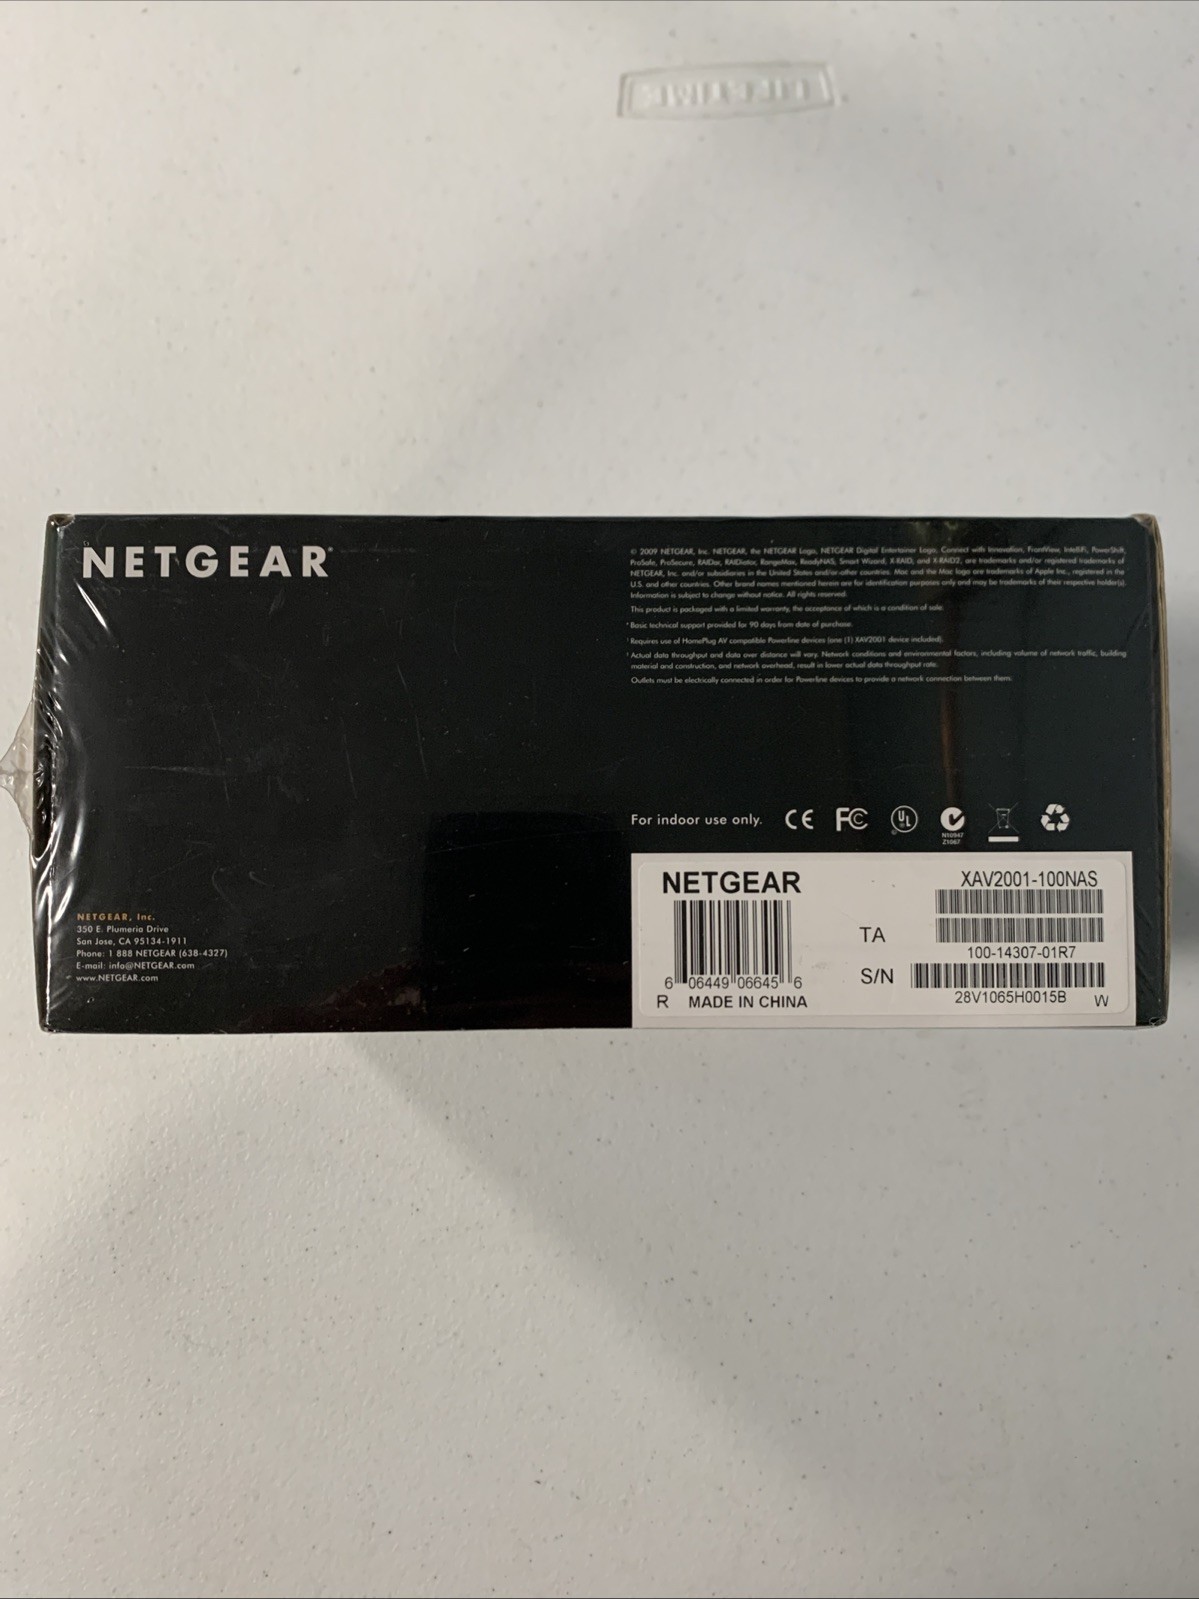 LIFETIME
NETGEAR®
© 2009 NETGEAR, Inc. NETGEAR, the NETGEAR Logo, NETGEAR Digital Entertainer Logo, Connect with Innovation, FrontView, IntelliFi, PowerShift,
ProSafe, ProSecure, RAIDar, RAIDiator, RangeMax, ReadyNAS, Smart Wizard, X-RAID, and X-RAID2, are trademarks and/or registered trademarks of
NETGEAR, Inc. and/or subsidiaries in the United States and/or other countries. Mac and the Mac logo are trademarks of Apple Inc., registered in the
U.S. and other countries. Other brand names mentioned herein are for identification purposes only and may be trademarks of their respective holder(s).
Information is subject to change without notice. All rights reserved.
This product is packaged with a limited warranty, the acceptance of which is a condition of sale.
* Basic technical support provided for 90 days from date of purchase.
¹ Requires use of HomePlug AV compatible Powerline devices (one (1) XAV2001 device included).
† Actual data throughput and data over distance will vary. Network conditions and environmental factors, including volume of network traffic, building
material and construction, and network overhead, result in lower actual data throughput rate.
Outlets must be electrically connected in order for Powerline devices to provide a network connection between them.
For indoor use only. CE FC UL
N10947
Z1067
NETGEAR, Inc.
350 E. Plumeria Drive
San Jose, CA 95134-1911
Phone: 1 888 NETGEAR (638-4327)
E-mail: info@NETGEAR.com
www.NETGEAR.com
NETGEAR
XAV2001-100NAS
TA
100-14307-01R7
S/N
28V1065H0015B W
6 06449 06645 6
R MADE IN CHINA